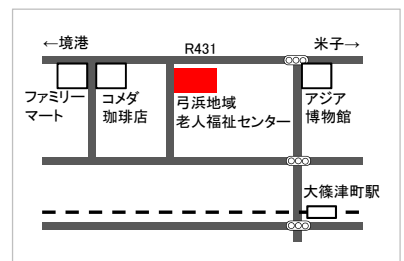 ←境港
R431
米子→
ファミリー
マート
コメダ
珈琲店
弓浜地域
老人福祉センター
アジア
博物館
大篠津町駅